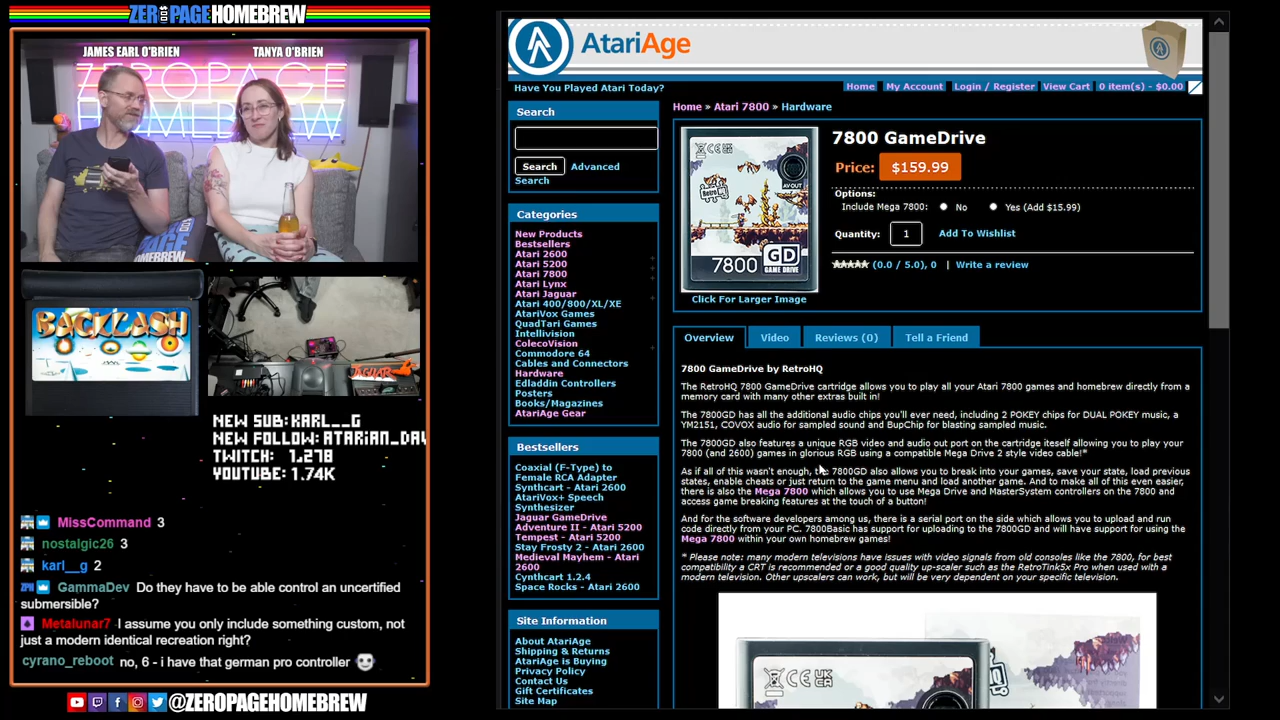 ZEROPAGEHOMEBREW
JAMES EARL O'BRIEN
TANYA O'BRIEN
ZEROPAGE
HOMEBREW
BACKLASH
JAGUAR
NEW SUB: KARL__G
NEW FOLLOW: ATARIAN_DAY
TWITCH: 1,278
YOUTUBE: 1.74K
MissCommand 3
nostalgic26 3
karl__g 2
GammaDev Do they have to be able control an uncertified
submersible?
Metalunar7 I assume you only include something custom, not
just a modern identical recreation right?
cyrano_reboot no, 6 - i have that german pro controller
@ZEROPAGEHOMEBREW
AtariAge
Have You Played Atari Today?
Home
My Account
Login / Register
View Cart
0 item(s) - $0.00
Search
Search
Advanced
Search
Categories
New Products
Bestsellers
Atari 2600
Atari 5200
Atari 7800
Atari Lynx
Atari Jaguar
Atari 400/800/XL/XE
AtariVox Games
QuadTari Games
Intellivision
ColecoVision
Commodore 64
Cables and Connectors
Hardware
Edladdin Controllers
Posters
Books/Magazines
AtariAge Gear
Bestsellers
Coaxial (F-Type) to
Female RCA Adapter
Synthcart - Atari 2600
AtariVox+ Speech
Synthesizer
Jaguar GameDrive
Adventure II - Atari 5200
Tempest - Atari 5200
Stay Frosty 2 - Atari 2600
Medieval Mayhem - Atari
2600
Cynthcart 1.2.4
Space Rocks - Atari 2600
Site Information
About AtariAge
Shipping & Returns
AtariAge is Buying
Privacy Policy
Contact Us
Gift Certificates
Site Map
Home » Atari 7800 » Hardware
AV-OUT
7800
GD
GAME DRIVE
Click For Larger Image
7800 GameDrive
Price: $159.99
Options:
Include Mega 7800: No Yes (Add $15.99)
Quantity: 1 Add To Wishlist
(0.0 / 5.0), 0 | Write a review
Overview
Video
Reviews (0)
Tell a Friend
7800 GameDrive by RetroHQ
The RetroHQ 7800 GameDrive cartridge allows you to play all your Atari 7800 games and homebrew directly from a
memory card with many other extras built in!
The 7800GD has all the additional audio chips you'll ever need, including 2 POKEY chips for DUAL POKEY music, a
YM2151, COVOX audio for sampled sound and BupChip for blasting sampled music.
The 7800GD also features a unique RGB video and audio out port on the cartridge iteself allowing you to play your
7800 (and 2600) games in glorious RGB using a compatible Mega Drive 2 style video cable!*
As if all of this wasn't enough, the 7800GD also allows you to break into your games, save your state, load previous
states, enable cheats or just return to the game menu and load another game. And to make all of this even easier,
there is also the Mega 7800 which allows you to use Mega Drive and MasterSystem controllers on the 7800 and
access game breaking features at the touch of a button!
And for the software developers among us, there is a serial port on the side which allows you to upload and run
code directly from your PC. 7800Basic has support for uploading to the 7800GD and will have support for using the
Mega 7800 within your own homebrew games!
* Please note: many modern televisions have issues with video signals from old consoles like the 7800, for best
compatibility a CRT is recommended or a good quality up-scaler such as the RetroTink5x Pro when used with a
modern television. Other upscalers can work, but will be very dependent on your specific television.